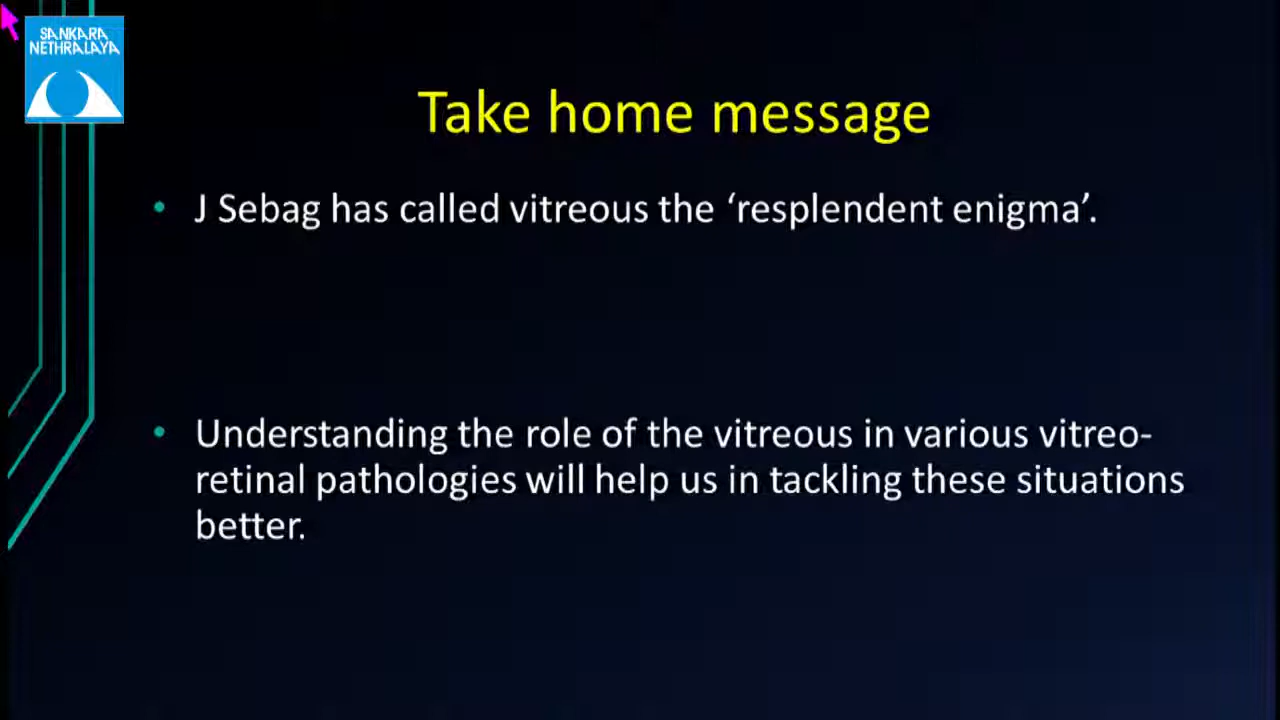 SANKARA
NETHRALAYA
Take home message
• J Sebag has called vitreous the ‘resplendent enigma’.
• Understanding the role of the vitreous in various vitreo-
retinal pathologies will help us in tackling these situations
better.